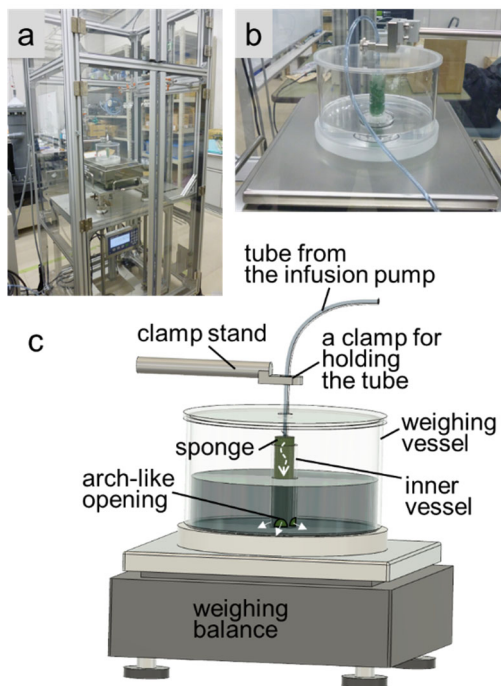 a
b
c
tube from
the infusion pump
clamp stand
a clamp for
holding
the tube
sponge
weighing
vessel
arch-like
opening
inner
vessel
weighing
balance